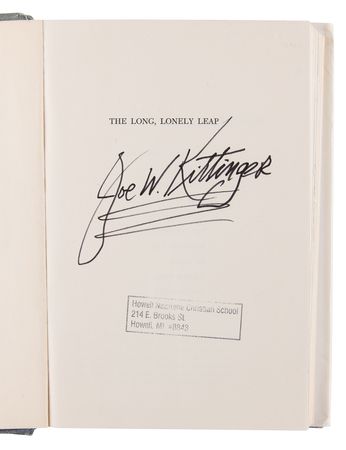 THE LONG, LONELY LEAP
Joe W. Kittinger
Howell Nazarene Christian School
214 E. Brooks St.
Howell, MI. 48843